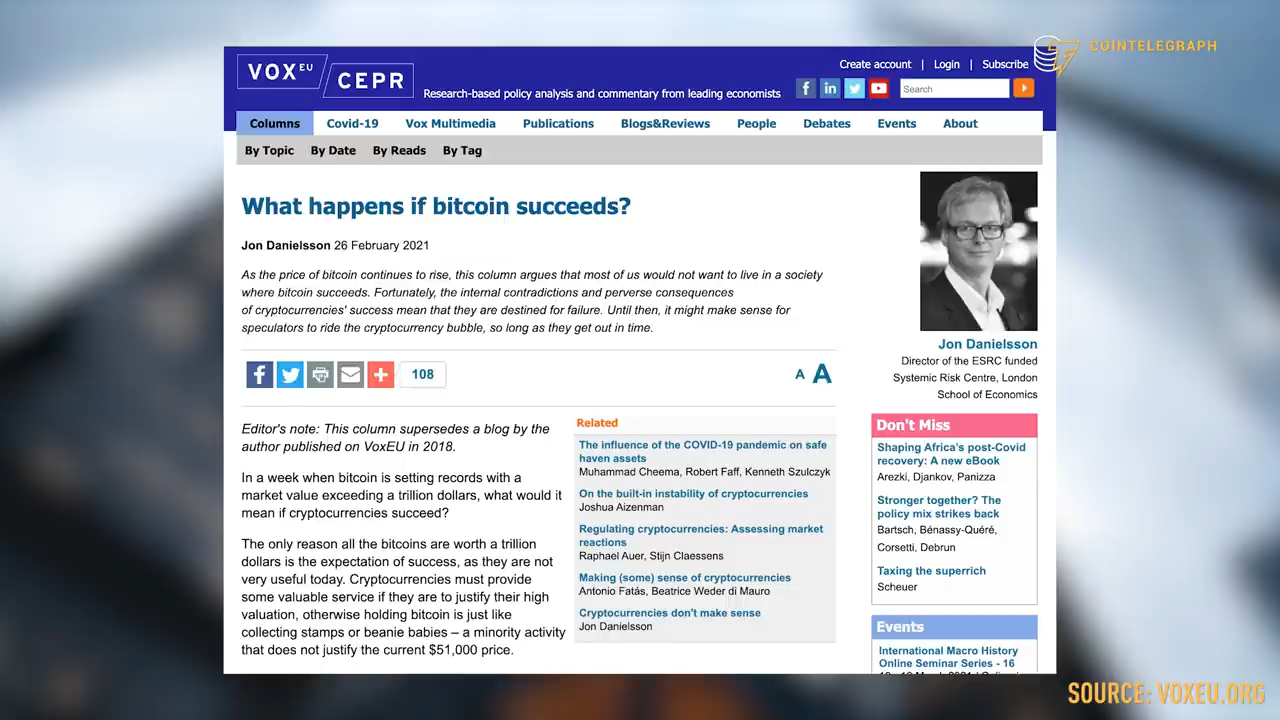 COINTELEGRAPH
VOX EU
CEPR
Research-based policy analysis and commentary from leading economists
Create account | Login | Subscribe
Search
Columns Covid-19 Vox Multimedia Publications Blogs&Reviews People Debates Events About
By Topic By Date By Reads By Tag
What happens if bitcoin succeeds?
Jon Danielsson 26 February 2021
As the price of bitcoin continues to rise, this column argues that most of us would not want to live in a society
where bitcoin succeeds. Fortunately, the internal contradictions and perverse consequences
of cryptocurrencies' success mean that they are destined for failure. Until then, it might make sense for
speculators to ride the cryptocurrency bubble, so long as they get out in time.
108
A A
Editor's note: This column supersedes a blog by the
author published on VoxEU in 2018.
In a week when bitcoin is setting records with a
market value exceeding a trillion dollars, what would it
mean if cryptocurrencies succeed?
The only reason all the bitcoins are worth a trillion
dollars is the expectation of success, as they are not
very useful today. Cryptocurrencies must provide
some valuable service if they are to justify their high
valuation, otherwise holding bitcoin is just like
collecting stamps or beanie babies – a minority activity
that does not justify the current $51,000 price.
Related
The influence of the COVID-19 pandemic on safe
haven assets
Muhammad Cheema, Robert Faff, Kenneth Szulczyk
On the built-in instability of cryptocurrencies
Joshua Aizenman
Regulating cryptocurrencies: Assessing market
reactions
Raphael Auer, Stijn Claessens
Making (some) sense of cryptocurrencies
Antonio Fatás, Beatrice Weder di Mauro
Cryptocurrencies don't make sense
Jon Danielsson
Jon Danielsson
Director of the ESRC funded
Systemic Risk Centre, London
School of Economics
Don't Miss
Shaping Africa's post-Covid
recovery: A new eBook
Arezki, Djankov, Panizza
Stronger together? The
policy mix strikes back
Bartsch, Bénassy-Quéré,
Corsetti, Debrun
Taxing the superrich
Scheuer
Events
International Macro History
Online Seminar Series - 16
SOURCE: VOXEU.ORG